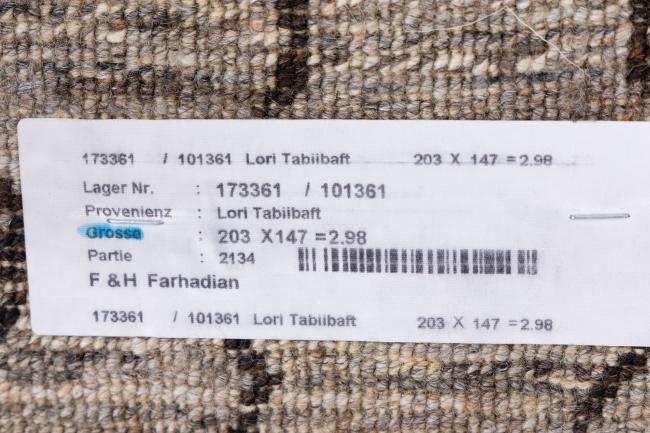 173361 / 101361 Lori Tabiibaft 203 X 147 = 2.98
Lager Nr. : 173361 / 101361
Provenienz : Lori Tabiibaft
Grosse : 203 X147 = 2.98
Partie : 2134
F & H Farhadian
173361 / 101361 Lori Tabiibaft 203 X 147 = 2.98